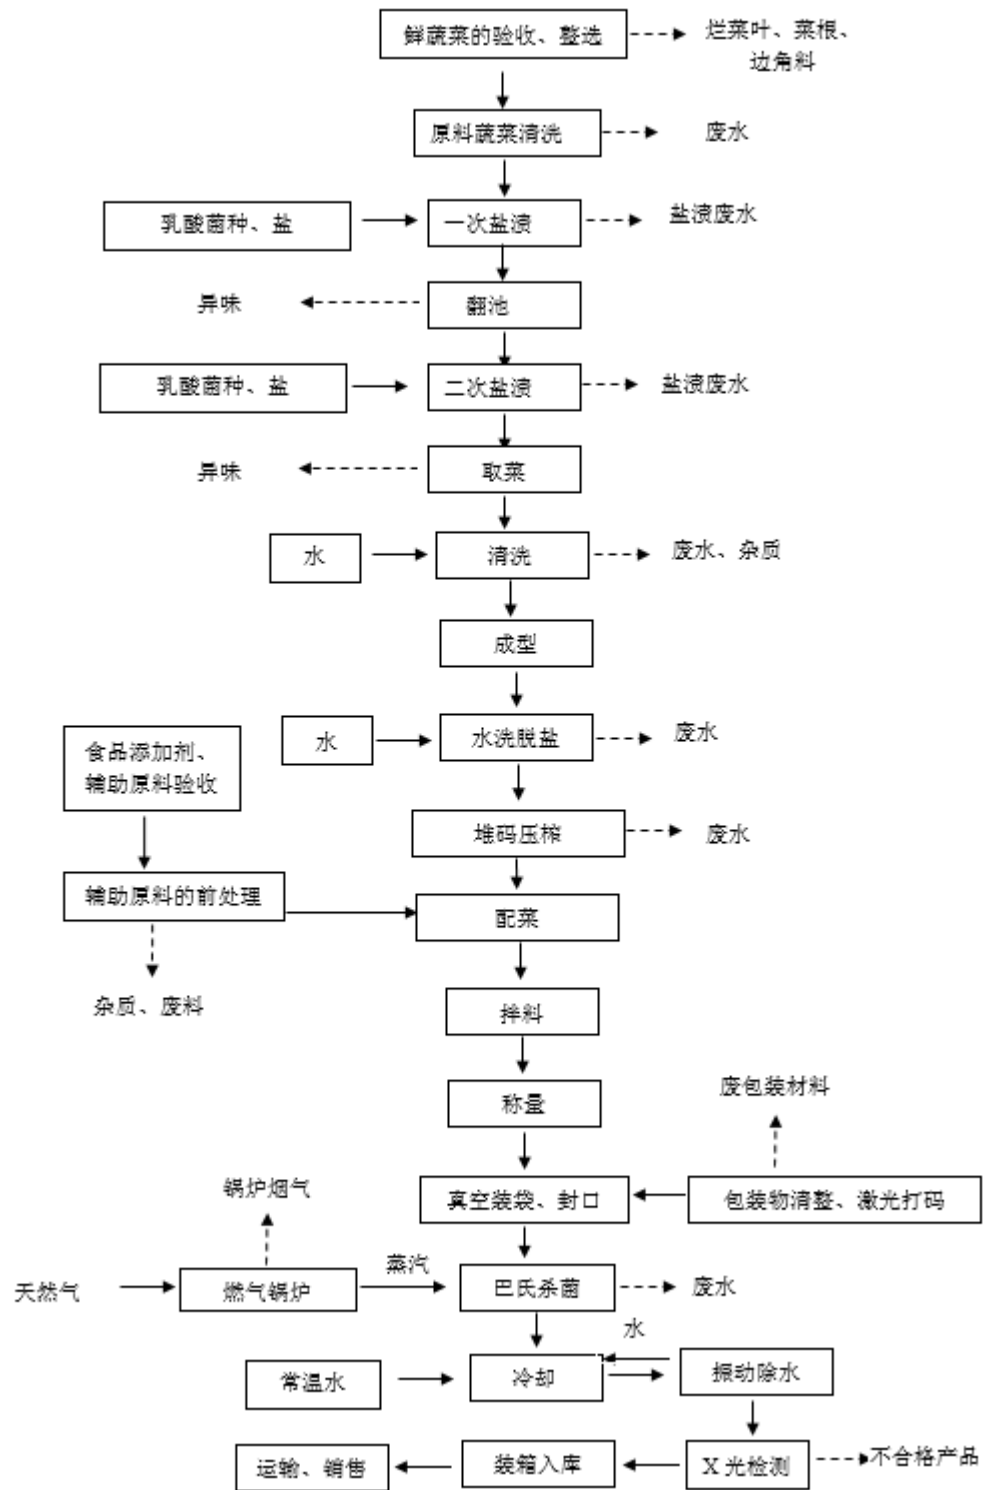 鲜蔬菜的验收、整选
烂菜叶、菜根、
边角料
原料蔬菜清洗
废水
乳酸菌种、盐
一次盐渍
盐渍废水
异味
翻池
乳酸菌种、盐
二次盐渍
盐渍废水
异味
取菜
水
清洗
废水、杂质
成型
食品添加剂、
辅助原料验收
水
水洗脱盐
废水
堆码压榨
废水
辅助原料的前处理
配菜
杂质、废料
拌料
称量
废包装材料
锅炉烟气
真空装袋、封口
包装物清整、激光打码
天然气
燃气锅炉
蒸汽
巴氏杀菌
废水
水
常温水
冷却
振动除水
运输、销售
装箱入库
X光检测
不合格产品